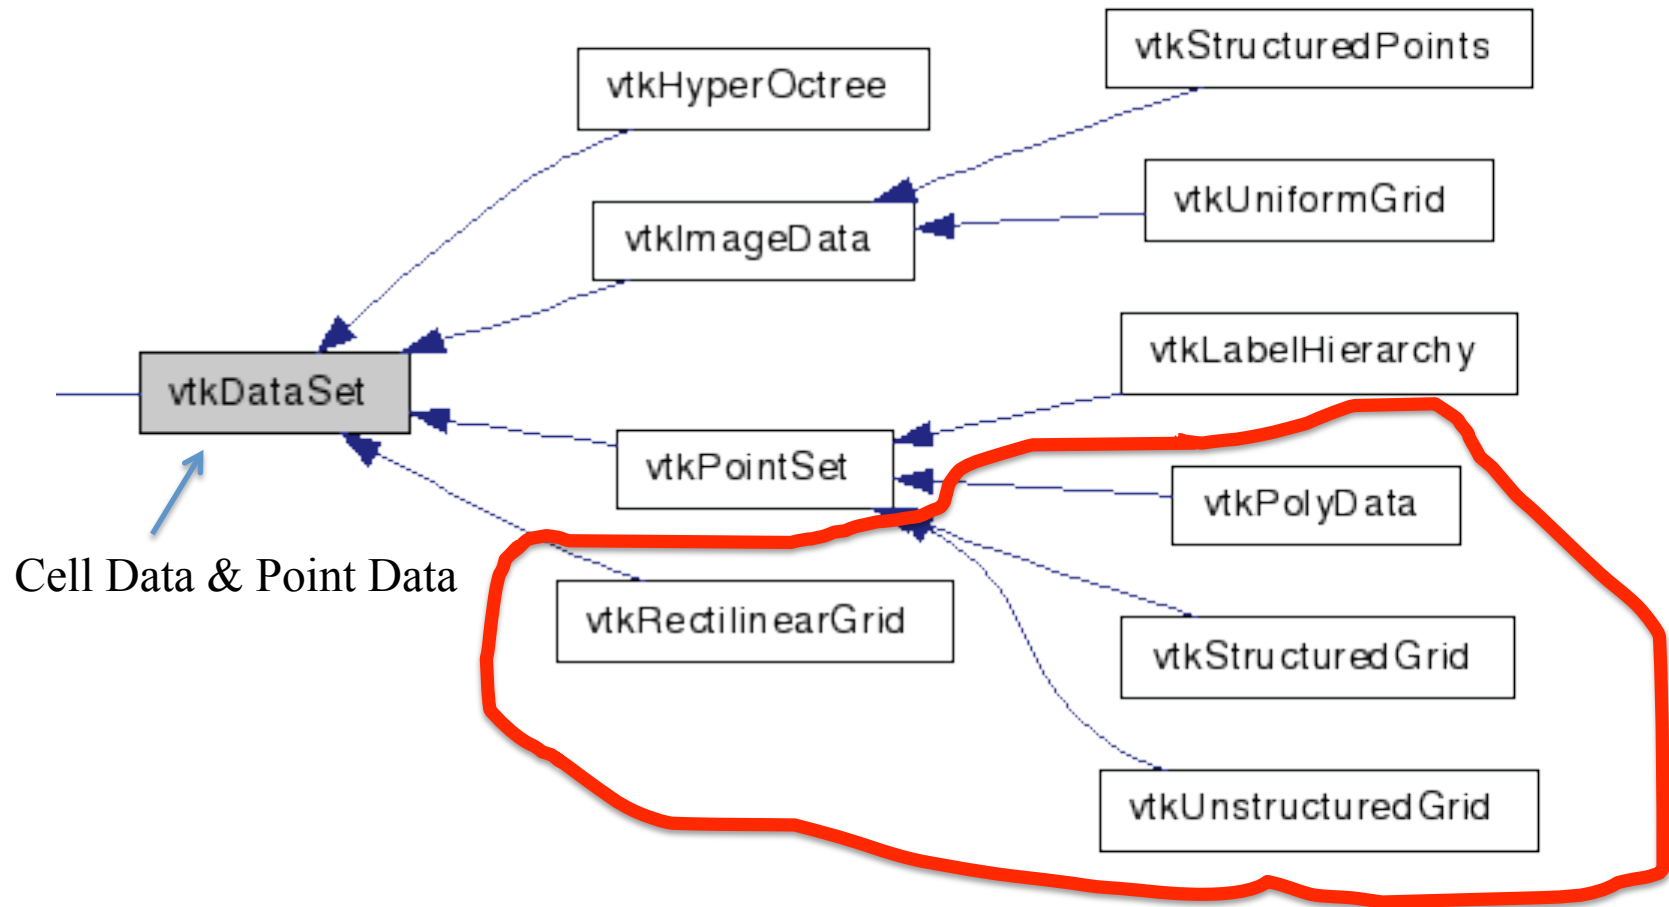 vtkStructuredPoints
vtkHyperOctree
vtkUniformGrid
vtkImageData
vtkLabelHierarchy
vtkDataSet
vtkPointSet
vtkPolyData
Cell Data & Point Data
vtkRectilinearGrid
vtkStructuredGrid
vtkUnstructuredGrid